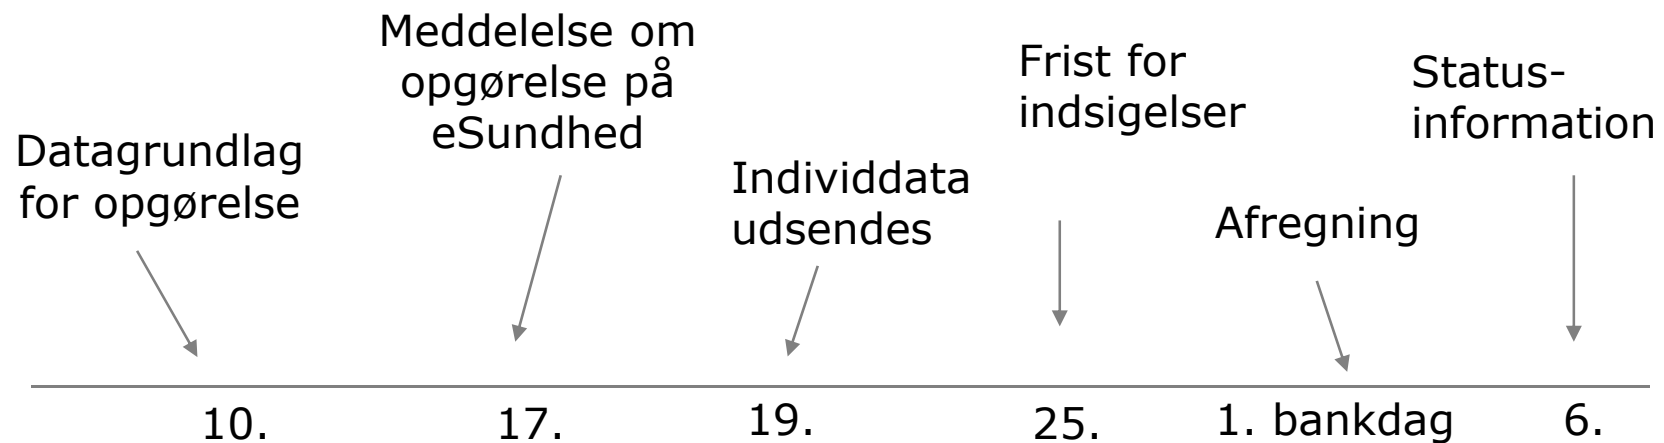 Datagrundlag
for opgørelse
Meddelelse om
opgørelse på
eSundhed
Individdata
udsendes
Frist for
indsigelser
Afregning
Status-
information
10.
17.
19.
25.
1. bankdag
6.